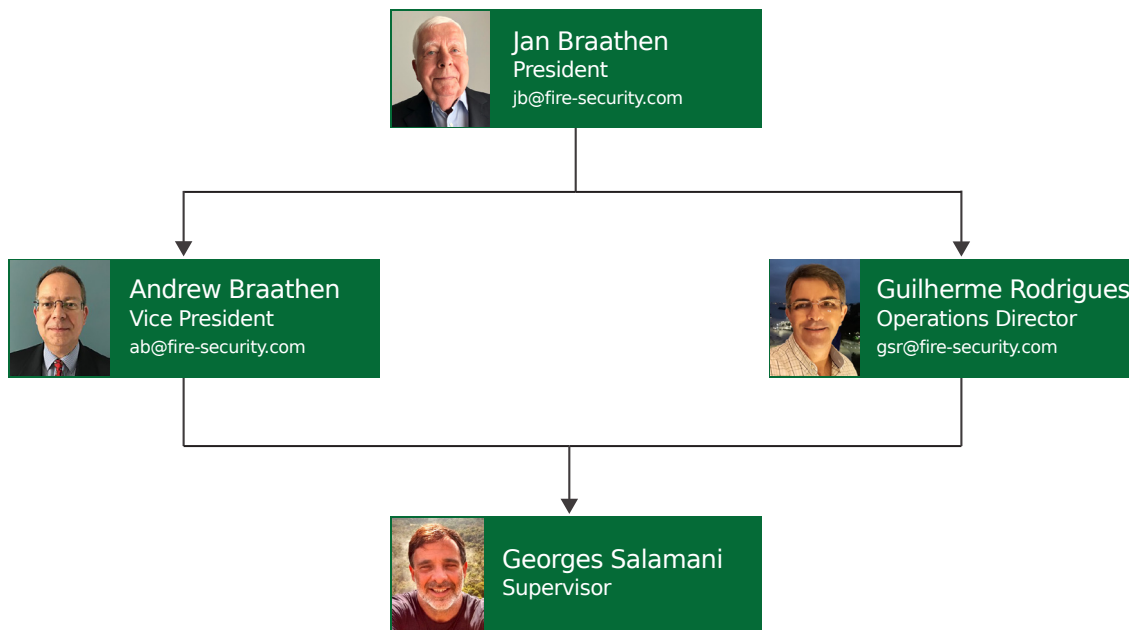 Jan Braathen
President
jb@fire-security.com
Andrew Braathen
Vice President
ab@fire-security.com
Guilherme Rodrigues
Operations Director
gsr@fire-security.com
Georges Salamani
Supervisor